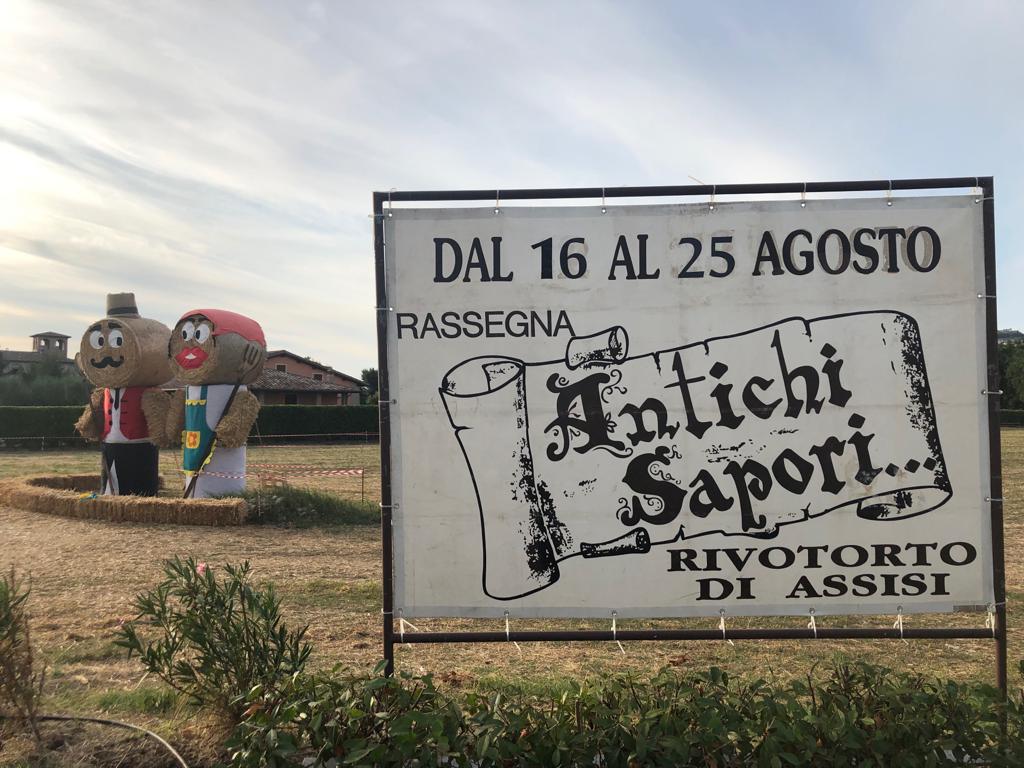 DAL 16 AL 25 AGOSTO
RASSEGNA
Antichi
Sapori...
RIVOTORTO
DI ASSISI